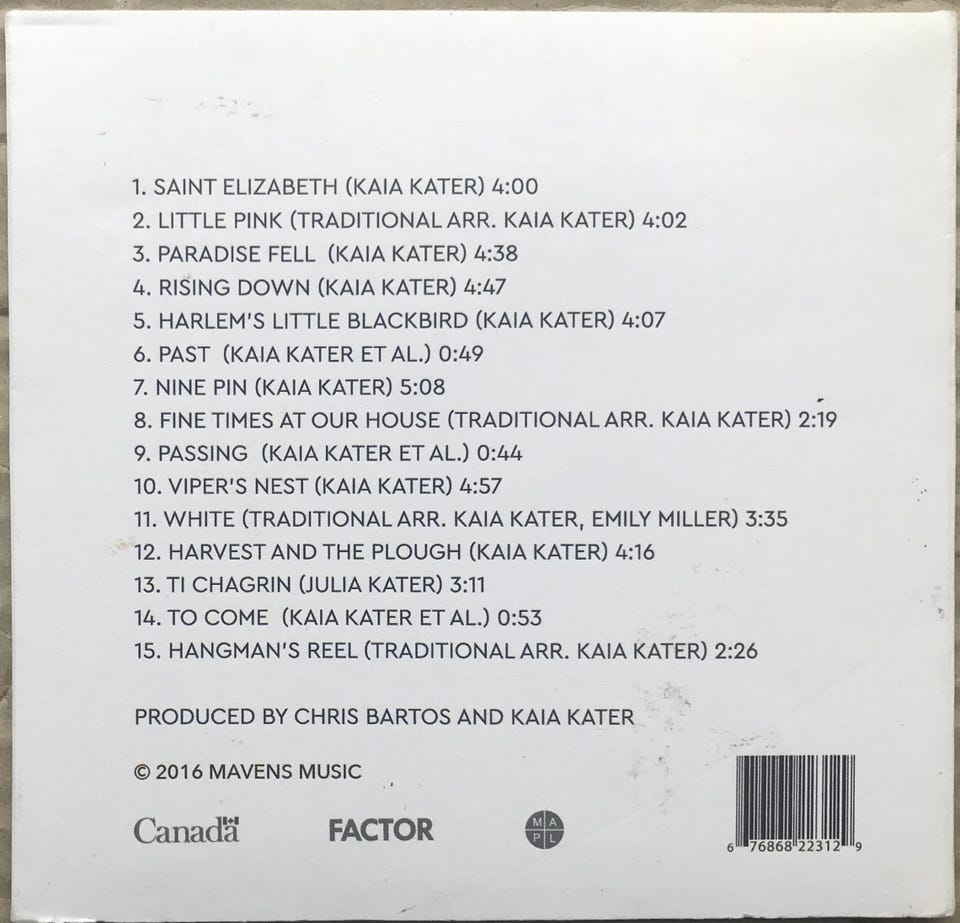 1. SAINT ELIZABETH (KAIA KATER) 4:00
2. LITTLE PINK (TRADITIONAL ARR. KAIA KATER) 4:02
3. PARADISE FELL (KAIA KATER) 4:38
4. RISING DOWN (KAIA KATER) 4:47
5. HARLEM'S LITTLE BLACKBIRD (KAIA KATER) 4:07
6. PAST (KAIA KATER ET AL.) 0:49
7. NINE PIN (KAIA KATER) 5:08
8. FINE TIMES AT OUR HOUSE (TRADITIONAL ARR. KAIA KATER) 2:19
9. PASSING (KAIA KATER ET AL.) 0:44
10. VIPER'S NEST (KAIA KATER) 4:57
11. WHITE (TRADITIONAL ARR. KAIA KATER, EMILY MILLER) 3:35
12. HARVEST AND THE PLOUGH (KAIA KATER) 4:16
13. TI CHAGRIN (JULIA KATER) 3:11
14. TO COME (KAIA KATER ET AL.) 0:53
15. HANGMAN'S REEL (TRADITIONAL ARR. KAIA KATER) 2:26
PRODUCED BY CHRIS BARTOS AND KAIA KATER
© 2016 MAVENS MUSIC
Canada
FACTOR
M A
P L
6 76868 22312 9